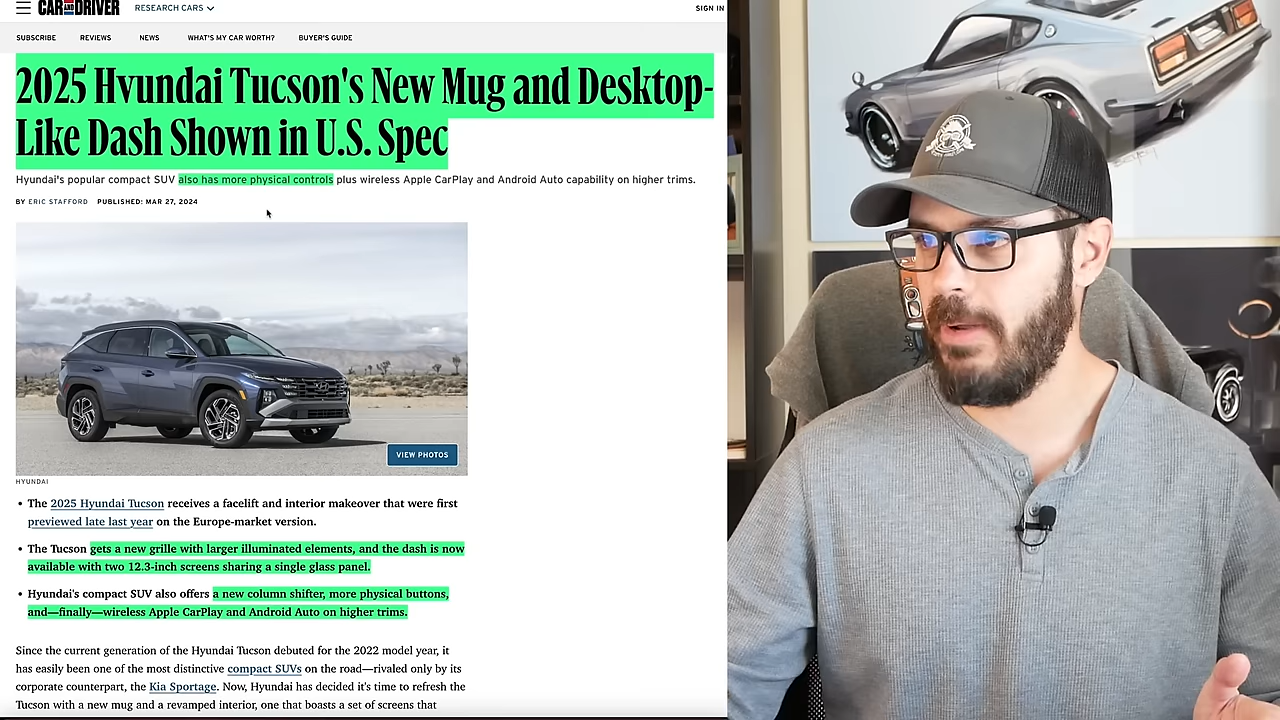 CAR AND DRIVER
RESEARCH CARS
SIGN IN
SUBSCRIBE REVIEWS NEWS WHAT'S MY CAR WORTH? BUYER'S GUIDE
2025 Hyundai Tucson's New Mug and Desktop-
Like Dash Shown in U.S. Spec
Hyundai's popular compact SUV also has more physical controls plus wireless Apple CarPlay and Android Auto capability on higher trims.
BY ERIC STAFFORD PUBLISHED: MAR 27, 2024
VIEW PHOTOS
HYUNDAI
• The 2025 Hyundai Tucson receives a facelift and interior makeover that were first
previewed late last year on the Europe-market version.
• The Tucson gets a new grille with larger illuminated elements, and the dash is now
available with two 12.3-inch screens sharing a single glass panel.
• Hyundai's compact SUV also offers a new column shifter, more physical buttons,
and—finally—wireless Apple CarPlay and Android Auto on higher trims.
Since the current generation of the Hyundai Tucson debuted for the 2022 model year, it
has easily been one of the most distinctive compact SUVs on the road—rivaled only by its
corporate counterpart, the Kia Sportage. Now, Hyundai has decided it's time to refresh the
Tucson with a new mug and a revamped interior, one that boasts a set of screens that